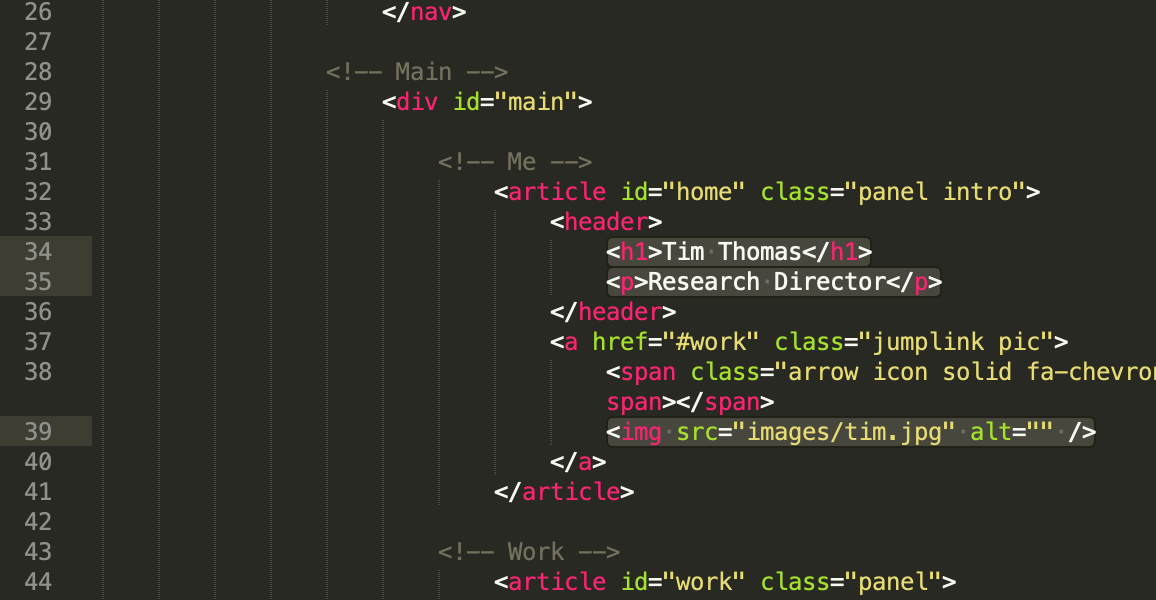 26 </nav>
27
28 <!-- Main -->
29 <div id="main">
30
31 <!-- Me -->
32 <article id="home" class="panel intro">
33 <header>
34 <h1>Tim Thomas</h1>
35 <p>Research Director</p>
36 </header>
37 <a href="#work" class="jumplink pic">
38 <span class="arrow icon solid
span></span>
39 <img src="images/tim.jpg" alt="" />
40 </a>
41 </article>
42
43 <!-- Work -->
44 <article id="work" class="panel">